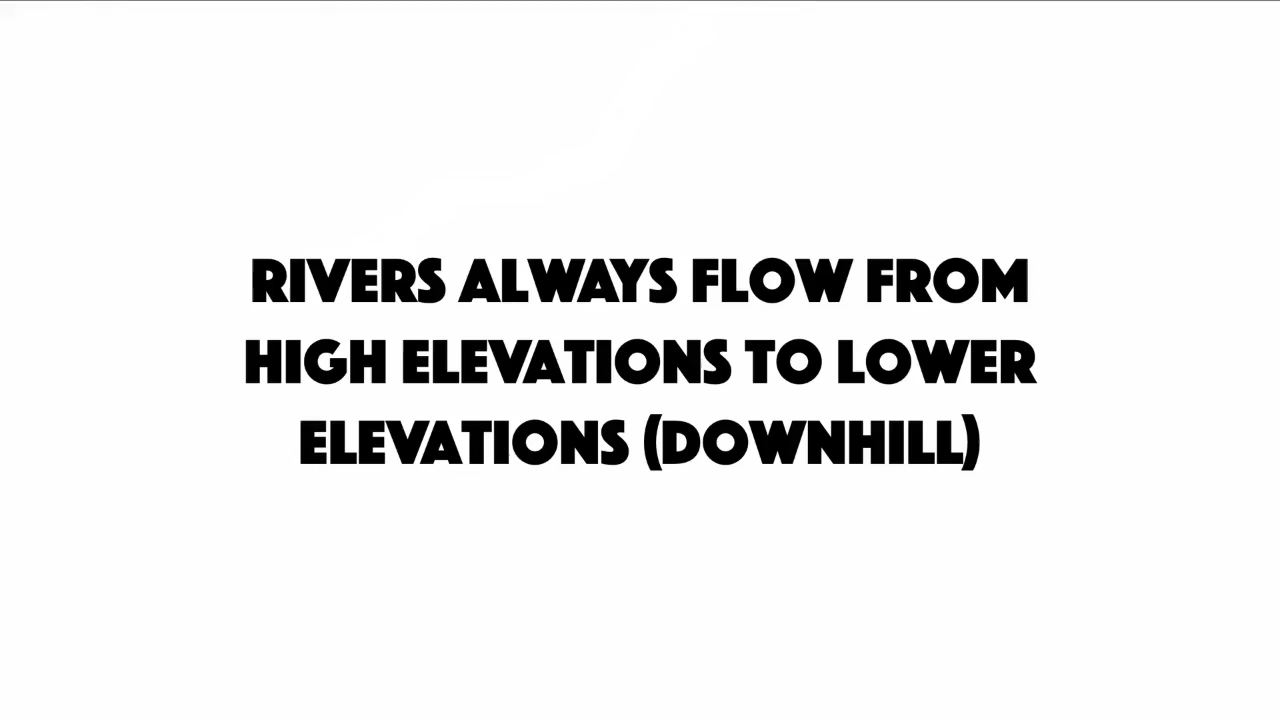 RIVERS ALWAYS FLOW FROM
HIGH ELEVATIONS TO LOWER
ELEVATIONS (DOWNHILL)